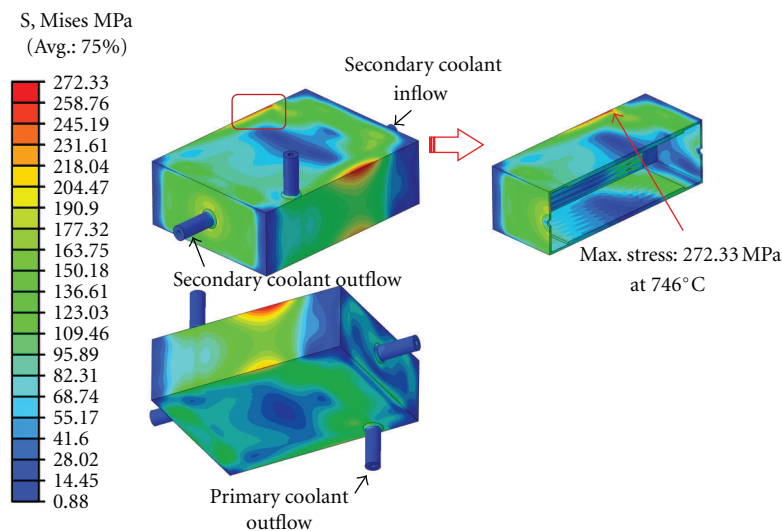 S, Mises MPa
(Avg.: 75%)
272.33
258.76
245.19
231.61
218.04
204.47
190.9
177.32
163.75
150.18
136.61
123.03
109.46
95.89
82.31
68.74
55.17
41.6
28.02
14.45
0.88
Secondary coolant
inflow
Secondary coolant outflow
Max. stress: 272.33 MPa
at 746°C
Primary coolant
outflow